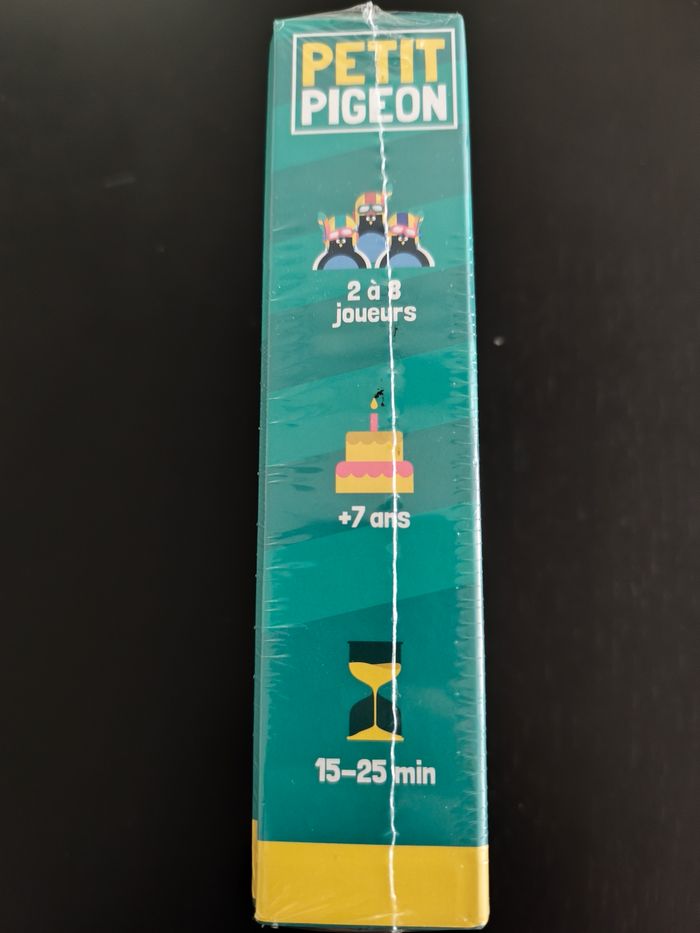 PETIT
PIGEON
2 à 8
joueurs
+7 ans
15-25 min